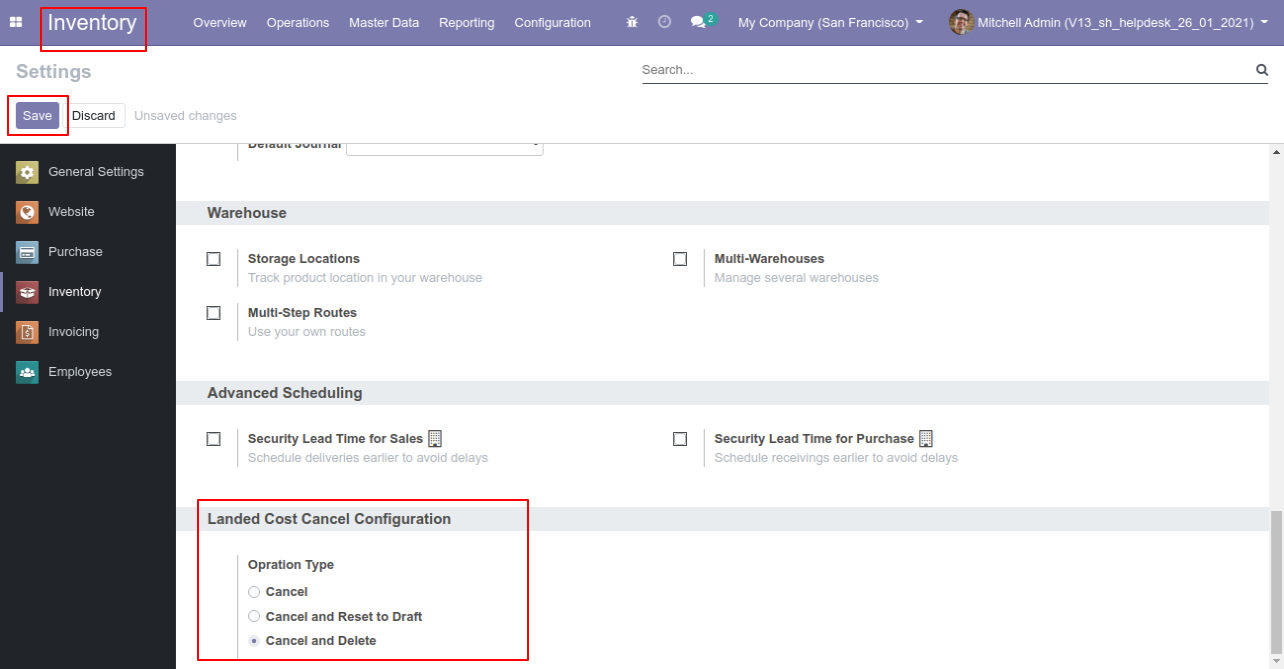 Inventory Overview Operations Master Data Reporting Configuration 2 My Company (San Francisco) Mitchell Admin (V13_sh_helpdesk_26_01_2021)
Settings Search...
Save Discard Unsaved changes
Default Journal
General Settings
Website
Purchase
Inventory
Invoicing
Employees
Warehouse
Storage Locations
Track product location in your warehouse
Multi-Warehouses
Manage several warehouses
Multi-Step Routes
Use your own routes
Advanced Scheduling
Security Lead Time for Sales
Schedule deliveries earlier to avoid delays
Security Lead Time for Purchase
Schedule receivings earlier to avoid delays
Landed Cost Cancel Configuration
Opration Type
Cancel
Cancel and Reset to Draft
Cancel and Delete